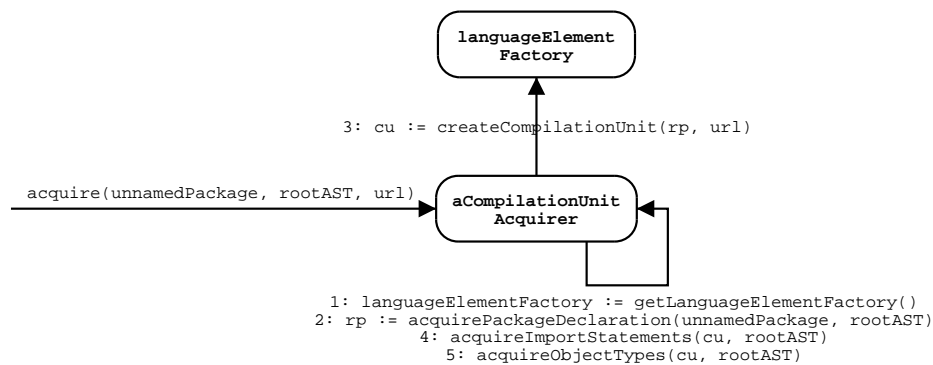 languageElement
Factory
3: cu := createCompilationUnit(rp, url)
acquire(unnamedPackage, rootAST, url)
aCompilationUnit
Acquirer
1: languageElementFactory := getLanguageElementFactory()
2: rp := acquirePackageDeclaration(unnamedPackage, rootAST)
4: acquireImportStatements(cu, rootAST)
5: acquireObjectTypes(cu, rootAST)